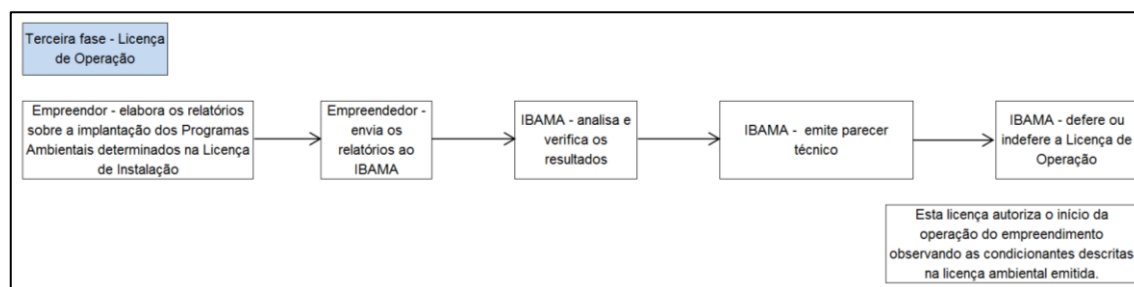 Terceira fase - Licença
de Operação
Empreendor - elabora os relatórios
sobre a implantação dos Programas
Ambientais determinados na Licença
de Instalação
Empreendedor -
envia os
relatórios ao
IBAMA
IBAMA - analisa e
verifica os
resultados
IBAMA - emite parecer
técnico
IBAMA - defere ou
indefere a Licença de
Operação
Esta licença autoriza o início da
operação do empreendimento
observando as condicionantes descritas
na licença ambiental emitida.